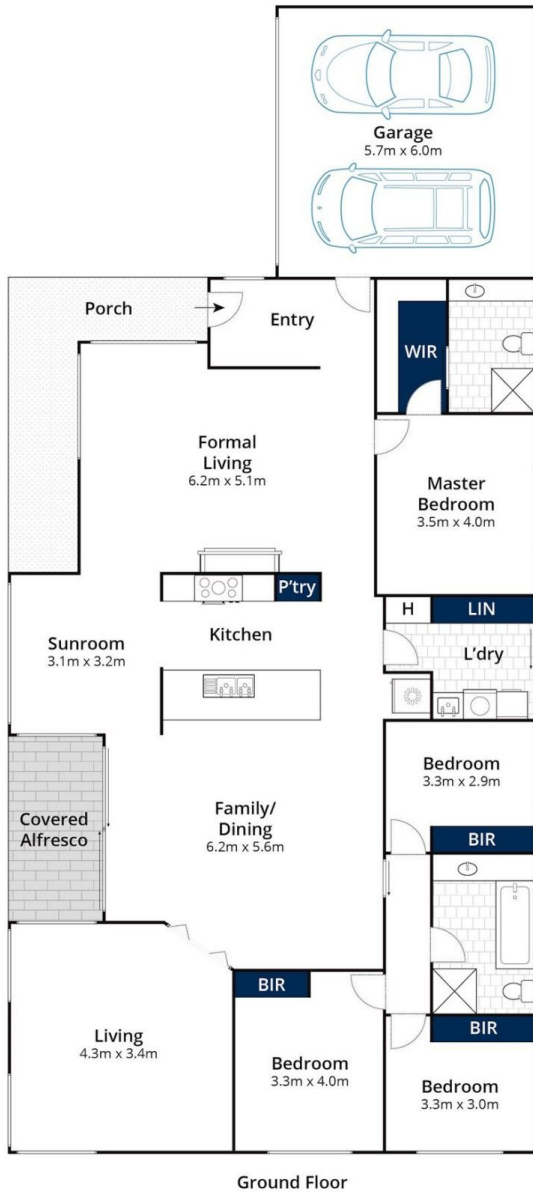 Garage
5.7m x 6.0m
Porch
Entry
WIR
Formal
Living
6.2m x 5.1m
Master
Bedroom
3.5m x 4.0m
P'try
H
LIN
Kitchen
L'dry
Sunroom
3.1m x 3.2m
Bedroom
3.3m x 2.9m
Covered
Alfresco
Family/
Dining
6.2m x 5.6m
BIR
BIR
BIR
Living
4.3m x 3.4m
Bedroom
3.3m x 4.0m
Bedroom
3.3m x 3.0m
Ground Floor